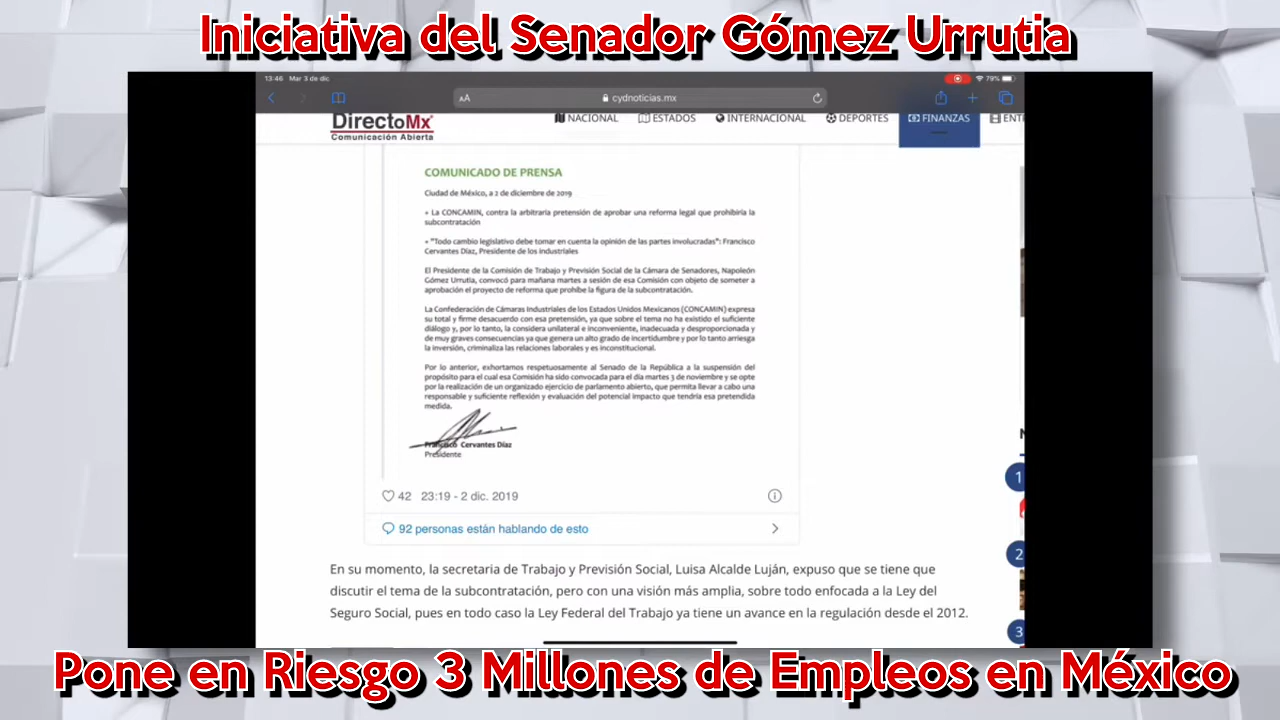 Iniciativa del Senador Gómez Urrutia
13:46 Mar 3 de dic
79%
AA
cydnoticias.mx
DirectoMx
Comunicación Abierta
NACIONAL
ESTADOS
INTERNACIONAL
DEPORTES
FINANZAS
ENT
COMUNICADO DE PRENSA
Ciudad de México, a 2 de diciembre de 2019
+ La CONCAMIN, contra la arbitraria pretensión de aprobar una reforma legal que prohibiría la
subcontratación
+ "Todo cambio legislativo debe tomar en cuenta la opinión de las partes involucradas": Francisco
Cervantes Díaz, Presidente de los Industriales
El Presidente de la Comisión de Trabajo y Previsión Social de la Cámara de Senadores, Napoleón
Gómez Urrutia, convocó para mañana martes a sesión de esa Comisión con objeto de someter a
aprobación el proyecto de reforma que prohíbe la figura de la subcontratación.
La Confederación de Cámaras Industriales de los Estados Unidos Mexicanos (CONCAMIN) expresa
su total y firme desacuerdo con esa pretensión, ya que sobre el tema no ha existido el suficiente
diálogo y, por lo tanto, la considera unilateral e inconveniente, inadecuada y desproporcionada y
de muy graves consecuencias ya que genera un alto grado de incertidumbre y por lo tanto arriesga
la inversión, criminaliza las relaciones laborales y es inconstitucional.
Por lo anterior, exhortamos respetuosamente al Senado de la República a la suspensión del
propósito para el cual esa Comisión ha sido convocada para el día martes 3 de noviembre y se opte
por la realización de un organizado ejercicio de parlamento abierto, que permita llevar a cabo una
responsable y suficiente reflexión y evaluación del potencial impacto que tendría esa pretendida
medida.
Francisco Cervantes Díaz
Presidente
42 23:19 - 2 dic. 2019
92 personas están hablando de esto
N
1
2
3
En su momento, la secretaria de Trabajo y Previsión Social, Luisa Alcalde Luján, expuso que se tiene que
discutir el tema de la subcontratación, pero con una visión más amplia, sobre todo enfocada a la Ley del
Seguro Social, pues en todo caso la Ley Federal del Trabajo ya tiene un avance en la regulación desde el 2012.
Pone en Riesgo 3 Millones de Empleos en México